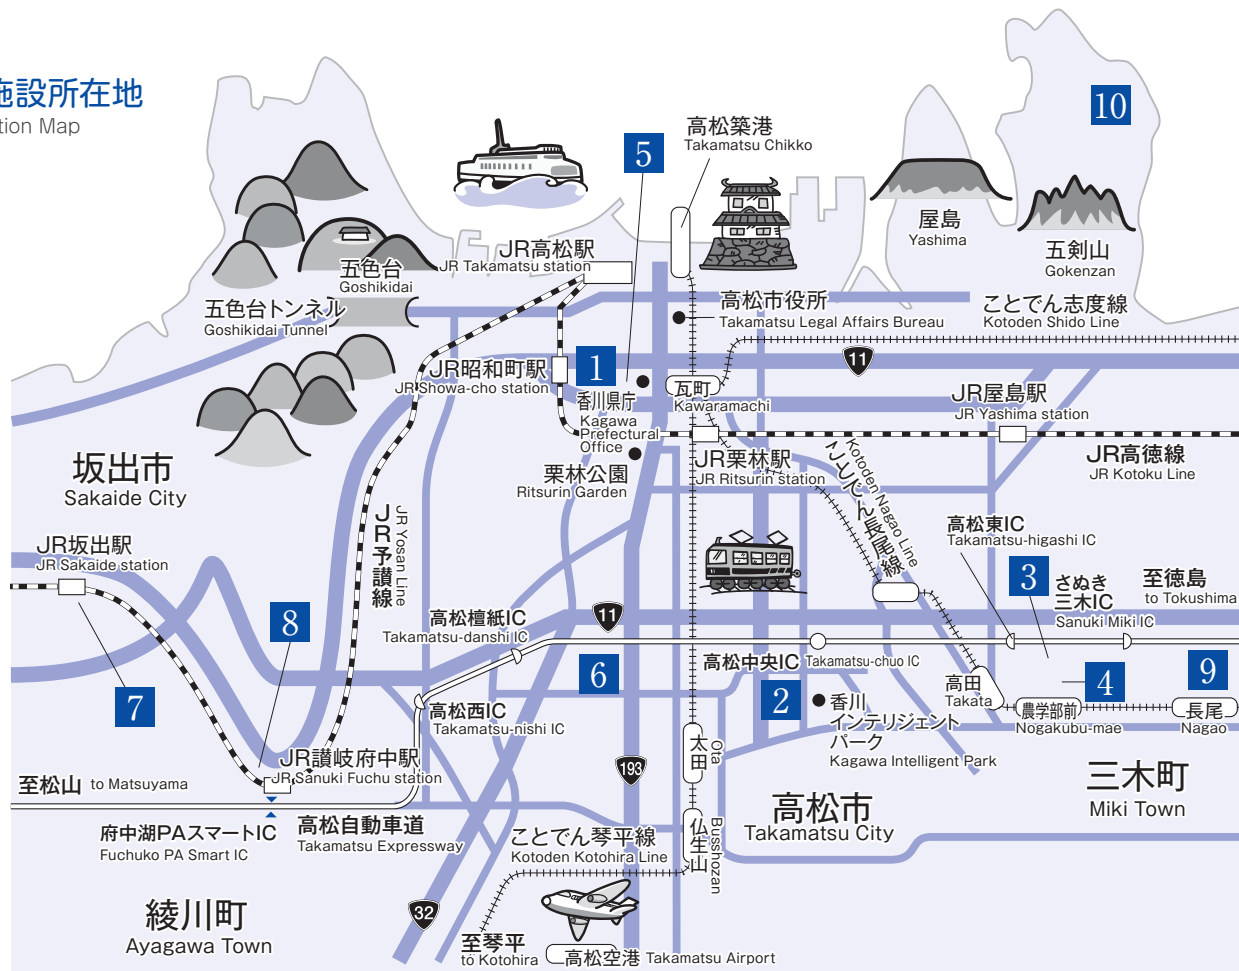 施設所在地
tion Map
10
5
高松築港
Takamatsu Chikko
屋島
Yashima
五剣山
Gokenzan
JR高松駅
JR Takamatsu station
五色台
Goshikidai
五色台トンネル
Goshikidai Tunnel
高松市役所
Takamatsu Legal Affairs Bureau
ことでん志度線
Kotoden Shido Line
11
JR昭和町駅
JR Showa-cho station
1
香川県庁
Kagawa
Prefectural
Office
瓦町
Kawaramachi
JR屋島駅
JR Yashima station
栗林公園
Ritsurin Garden
JR栗林駅
JR Ritsurin station
JR高徳線
JR Kotoku Line
坂出市
Sakaide City
JR予讃線
JR Yosan Line
ことでん長尾線
Kotoden Nagao Line
高松東IC
Takamatsu-higashi IC
JR坂出駅
JR Sakaide station
3
さぬき
三木IC
Sanuki Miki IC
至徳島
to Tokushima
8
高松檀紙IC
Takamatsu-danshi IC
11
7
6
高松中央IC Takamatsu-chuo IC
2
香川
インテリジェント
パーク
Kagawa Intelligent Park
高田
Takata
4
9
農学部前
Nogakubu-mae
長尾
Nagao
高松西IC
Takamatsu-nishi IC
JR讃岐府中駅
JR Sanuki Fuchu station
193
太田
Ota
至松山 to Matsuyama
三木町
Miki Town
高松市
Takamatsu City
府中湖PAスマートIC
Fuchuko PA Smart IC
高松自動車道
Takamatsu Expressway
ことでん琴平線
Kotoden Kotohira Line
仏生山
Busshozan
綾川町
Ayagawa Town
32
至琴平
to Kotohira
高松空港 Takamatsu Airport